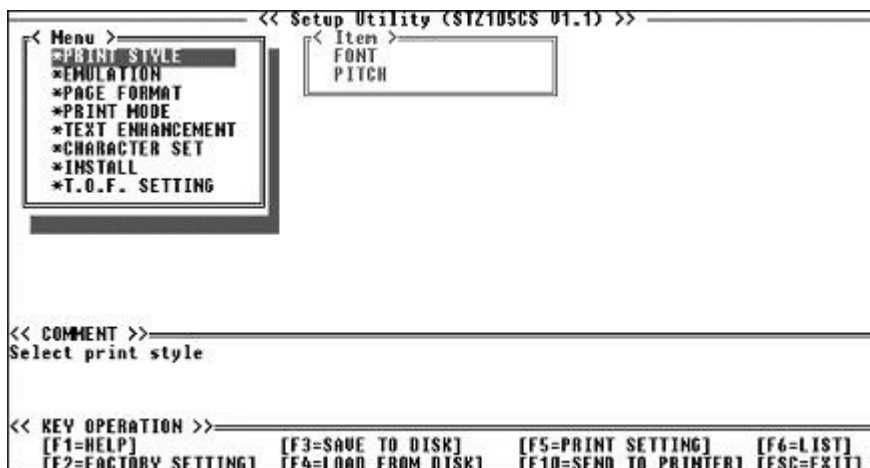 << Setup Utility (STZ105CS V1.1) >>
< Menu >
*PRINT STYLE
*EMULATION
*PAGE FORMAT
*PRINT MODE
*TEXT ENHANCEMENT
*CHARACTER SET
*INSTALL
*T.O.F. SETTING
< Item >
FONT
PITCH
<< COMMENT >>
Select print style
<< KEY OPERATION >>
[F1=HELP] [F3=SAVE TO DISK] [F5=PRINT SETTING] [F6=LIST]
[F2=FACTORY SETTING] [F4=LOAD FROM DISK] [F10=SEND TO PRINTER] [ESC=EXIT]